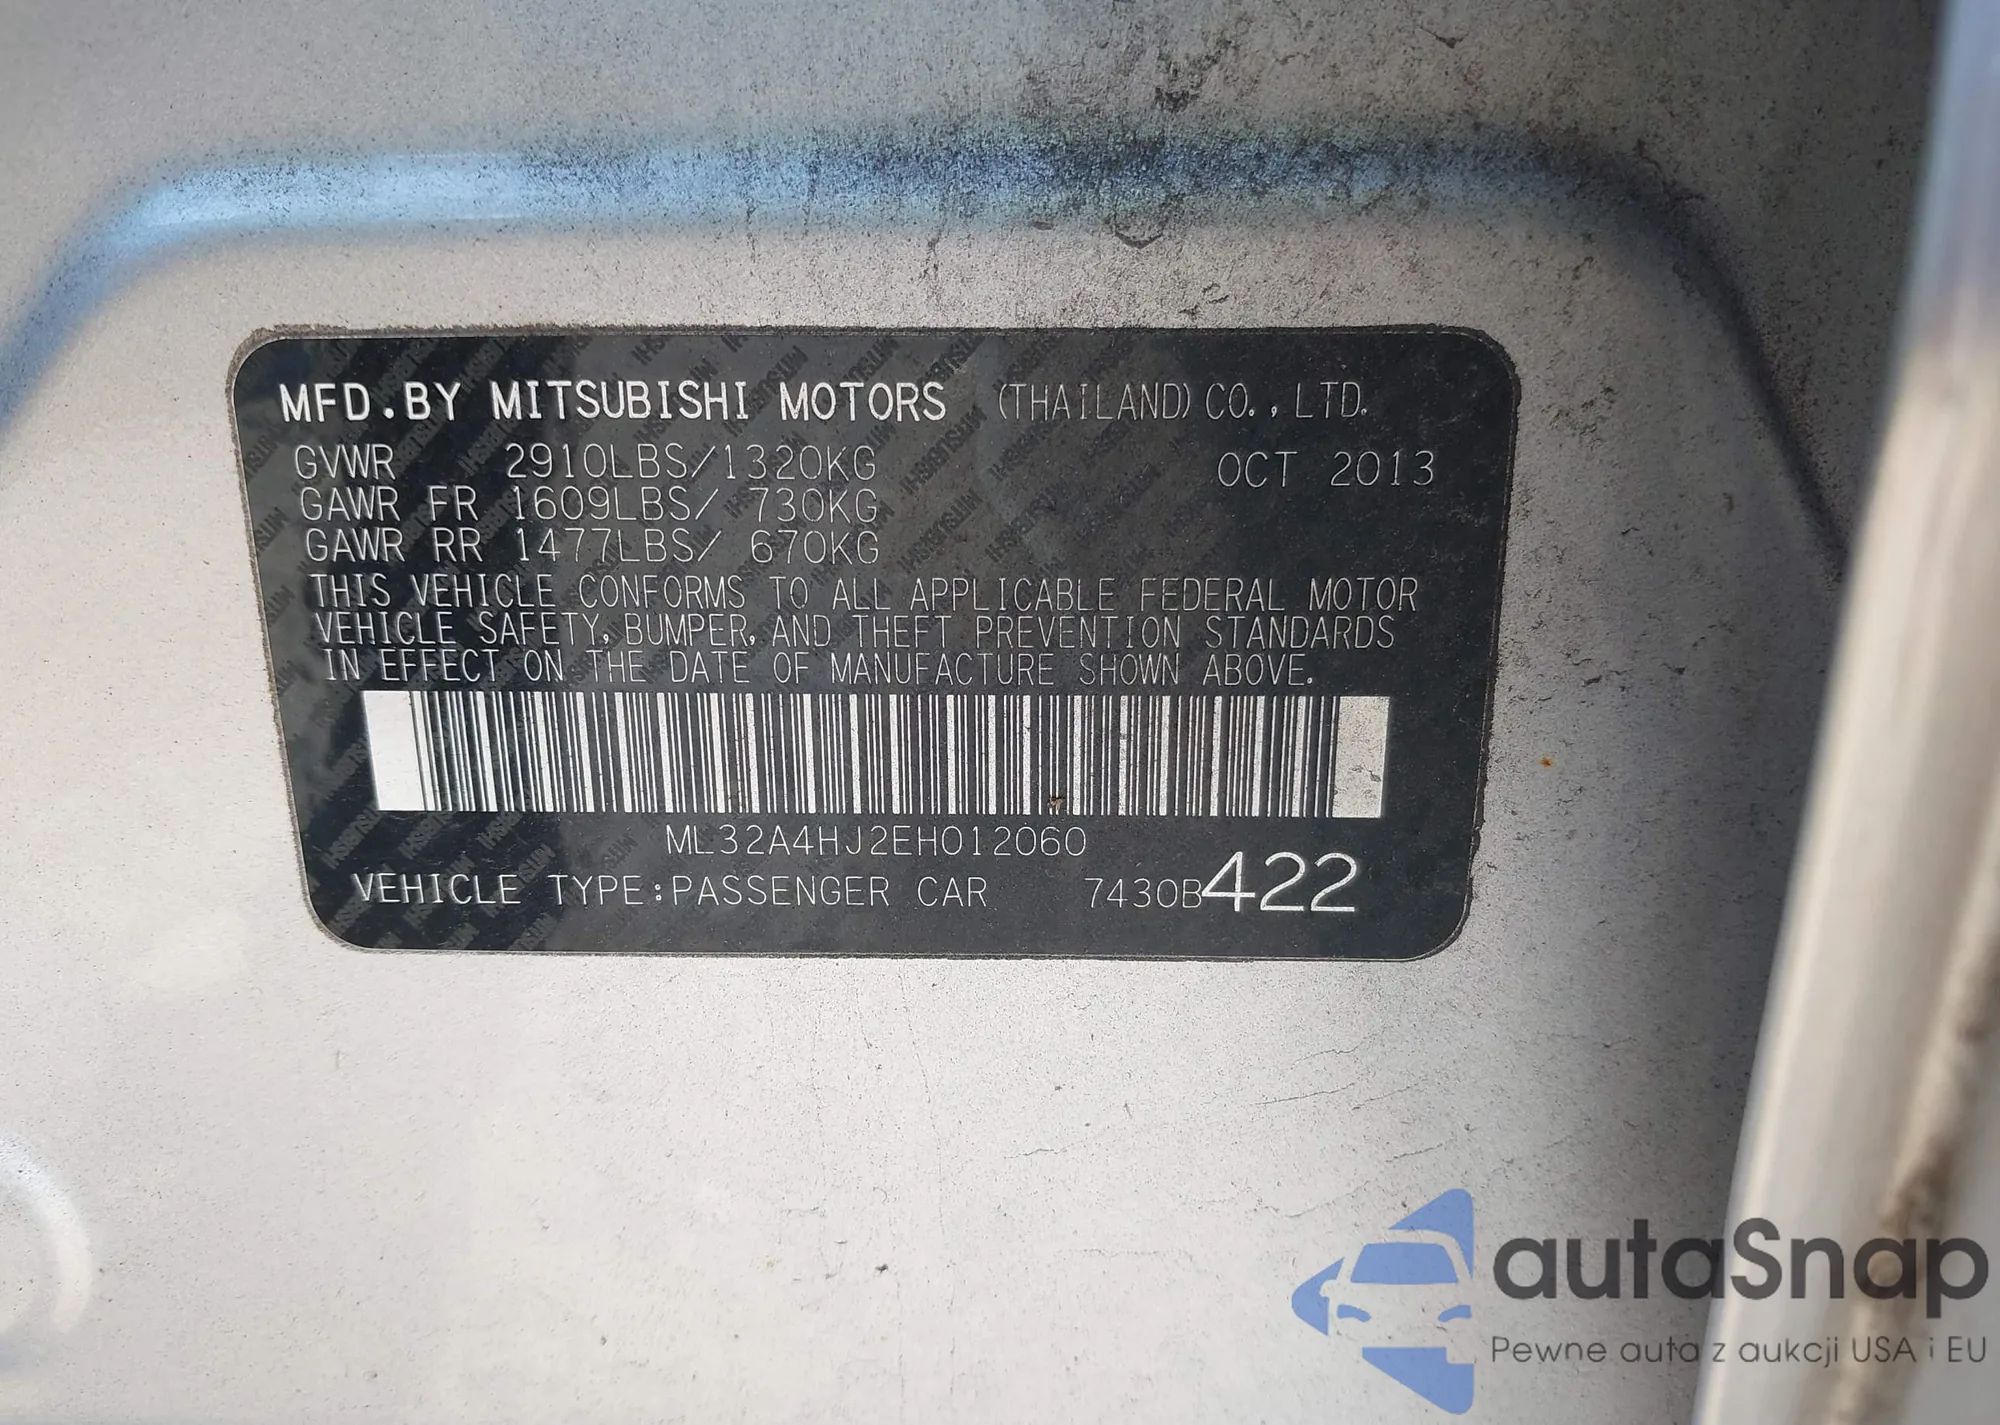 MFD.BY MITSUBISHI MOTORS (THAILAND) CO., LTD.
GVWR 2910LBS/1320KG OCT 2013
GAWR FR 1609LBS/ 730KG
GAWR RR 1477LBS/ 670KG
THIS VEHICLE CONFORMS TO ALL APPLICABLE FEDERAL MOTOR
VEHICLE SAFETY, BUMPER, AND THEFT PREVENTION STANDARDS
IN EFFECT ON THE DATE OF MANUFACTURE SHOWN ABOVE.
ML32A4HJ2EH012060
VEHICLE TYPE:PASSENGER CAR 7430B422
autaSnap
Pewne auta z aukcji USA i EU